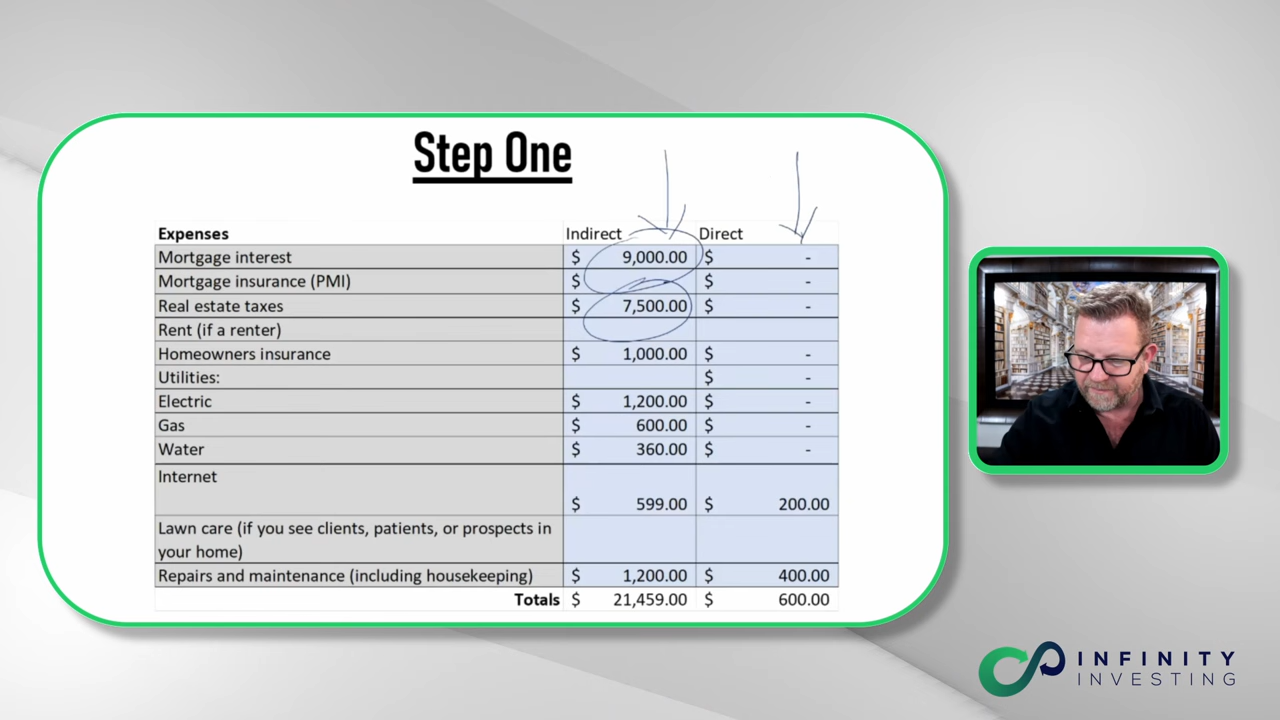 Step One
Expenses Indirect Direct
Mortgage interest $ 9,000.00 $ -
Mortgage insurance (PMI) $ $ -
Real estate taxes $ 7,500.00 $ -
Rent (if a renter)
Homeowners insurance $ 1,000.00 $ -
Utilities: $ -
Electric $ 1,200.00 $ -
Gas $ 600.00 $ -
Water $ 360.00 $ -
Internet
$ 599.00 $ 200.00
Lawn care (if you see clients, patients, or prospects in
your home)
Repairs and maintenance (including housekeeping) $ 1,200.00 $ 400.00
Totals $ 21,459.00 $ 600.00
INFINITY
INVESTING